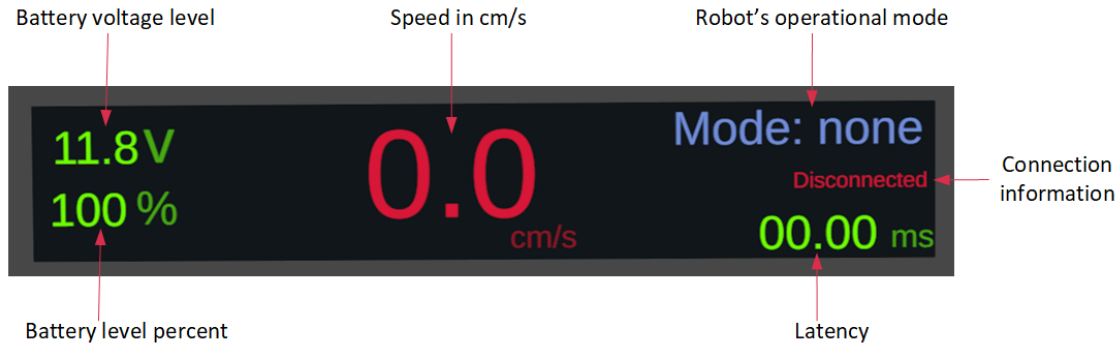 Battery voltage level
Speed in cm/s
Robot's operational mode
11.8 V
0.0
Mode: none
Disconnected
Connection
information
100 %
cm/s
00.00 ms
Battery level percent
Latency